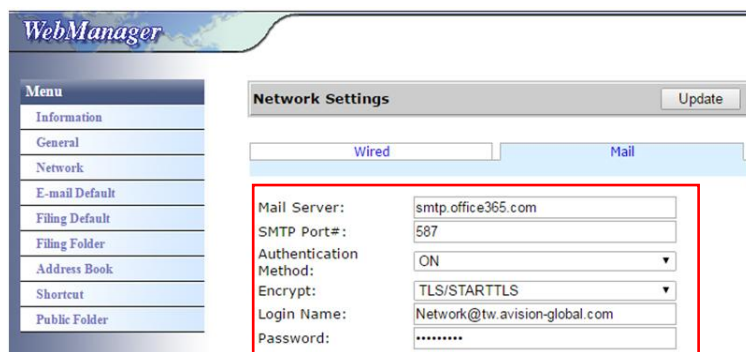 WebManager
Menu
Information
General
Network
E-mail Default
Filing Default
Filing Folder
Address Book
Shortcut
Public Folder
Network Settings
Update
Wired
Mail
Mail Server: smtp.office365.com
SMTP Port#: 587
Authentication
Method: ON
Encrypt: TLS/STARTTLS
Login Name: Network@tw.avision-global.com
Password: •••••••••